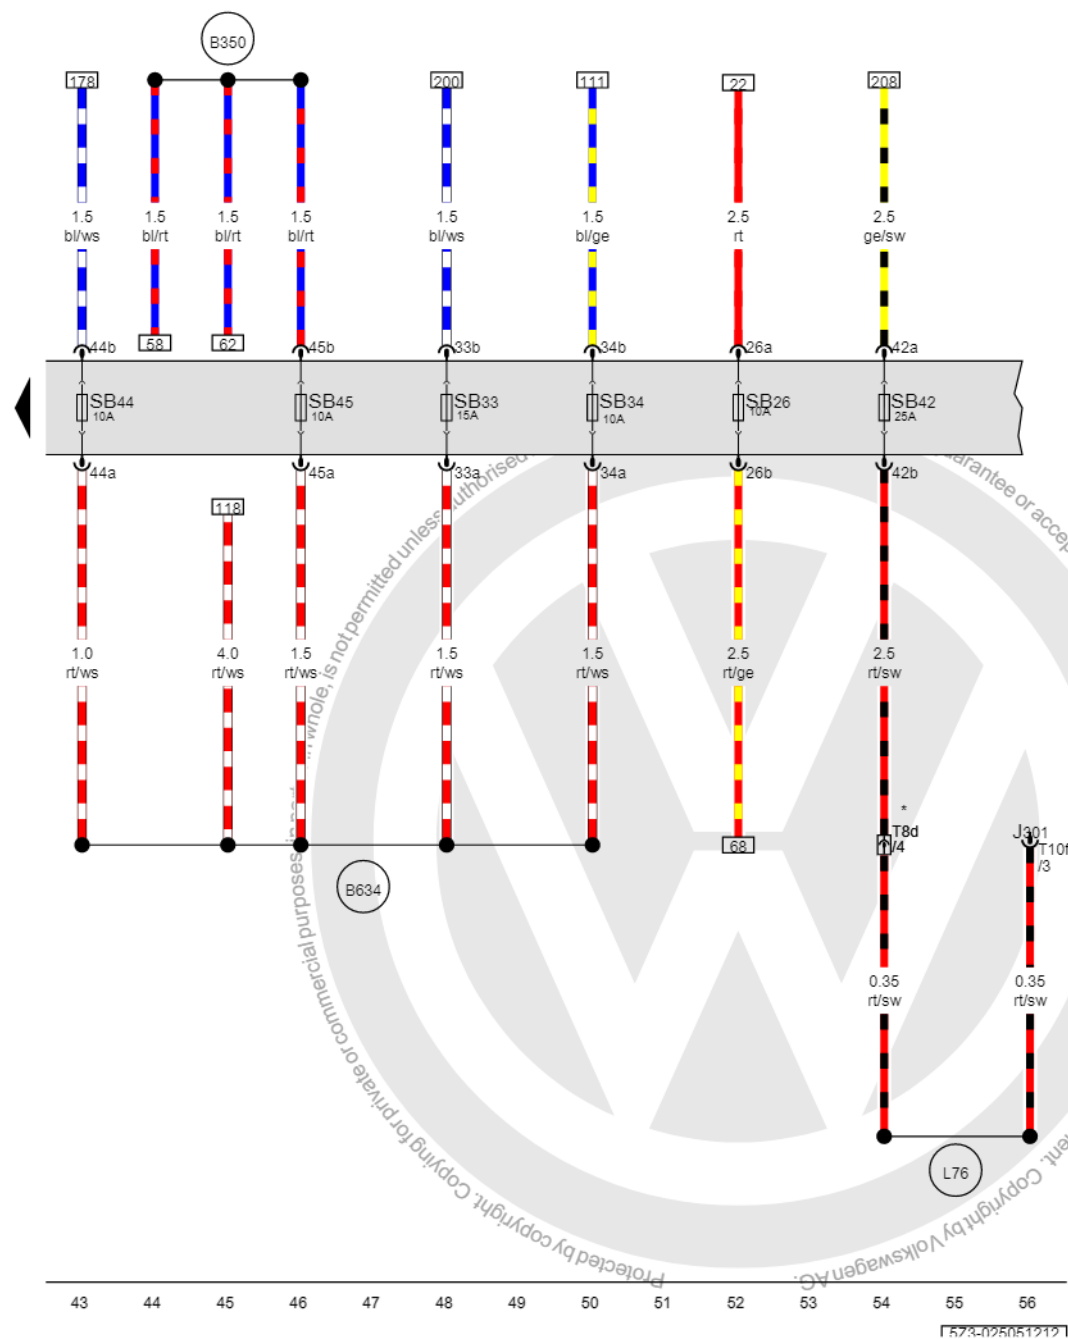 B350
178
200
111
22
208
1.5 1.5 1.5 1.5 1.5 1.5 2.5 2.5
bl/ws bl/rt bl/rt bl/rt bl/ws bl/ge rt ge/sw
58
62
44b 45b 33b 34b 26a 42a
SB44 SB45 SB33 SB34 SB26 SB42
10A 10A 15A 10A 10A 25A
44a 45a 33a 34a 26b 42b
118
1.0 4.0 1.5 1.5 1.5 2.5 2.5
rt/ws rt/ws rt/ws rt/ws rt/ws rt/ge rt/sw
*
T8d
/4
J301
T10f
/3
68
B634
0.35 0.35
rt/sw rt/sw
L76
Protected by copyright. Copying for private or commercial purposes, in
whole, is not permitted unless authorised
guarantee or accep
Copyright by Volkswagen AG.
43 44 45 46 47 48 49 50 51 52 53 54 55 56
573-025051212